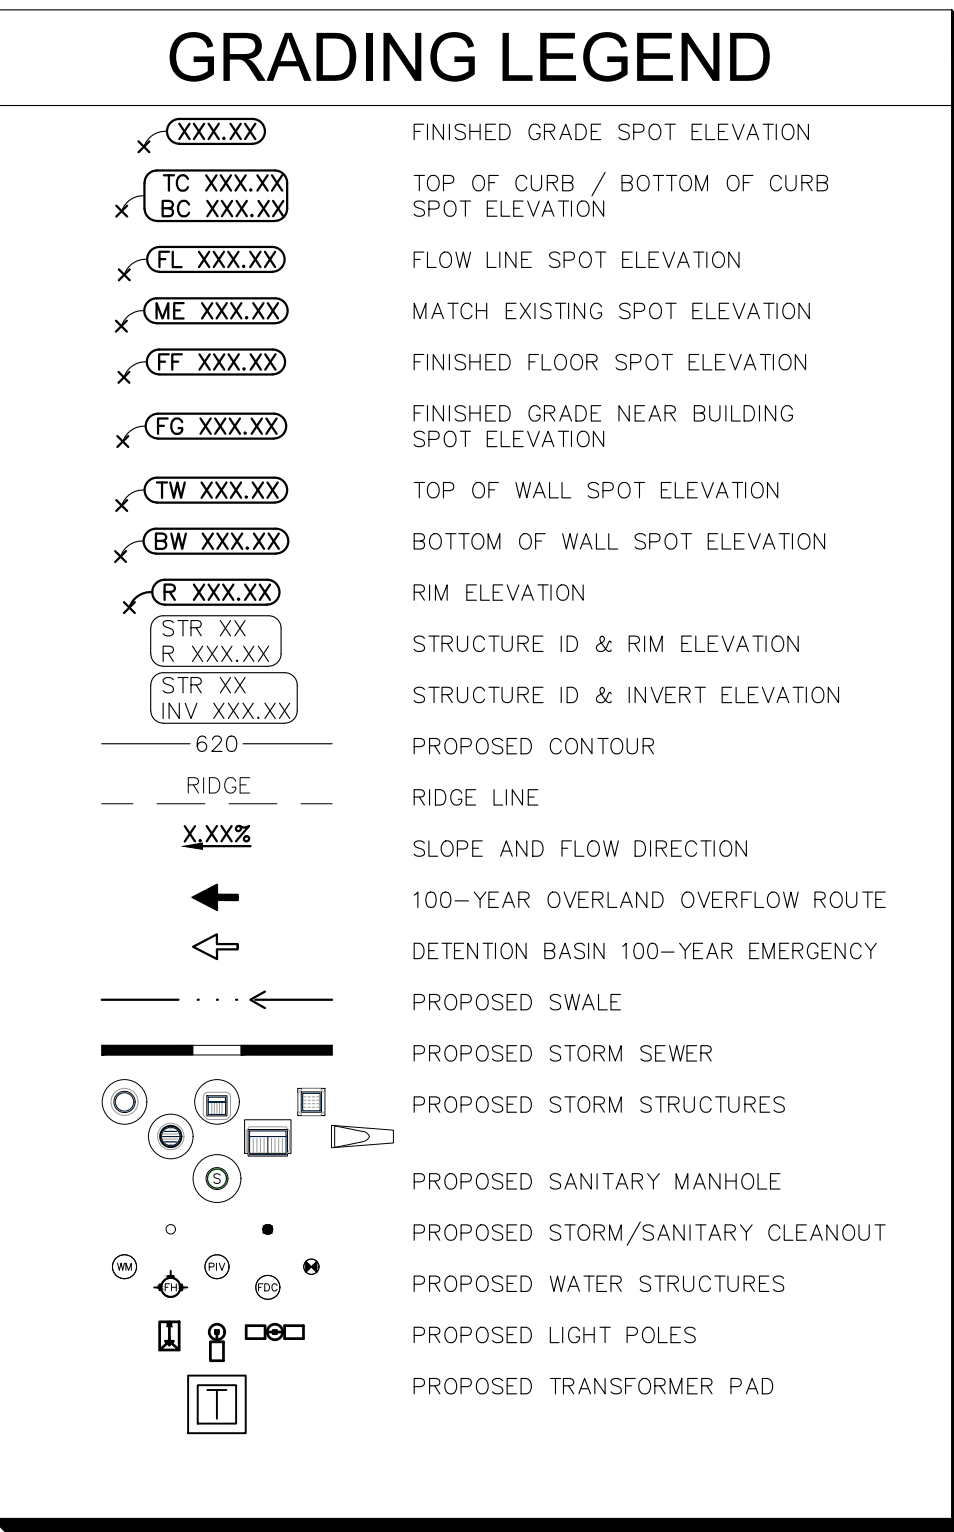 GRADING LEGEND
XXX.XX FINISHED GRADE SPOT ELEVATION
TC XXX.XX TOP OF CURB / BOTTOM OF CURB
BC XXX.XX SPOT ELEVATION
FL XXX.XX FLOW LINE SPOT ELEVATION
ME XXX.XX MATCH EXISTING SPOT ELEVATION
FF XXX.XX FINISHED FLOOR SPOT ELEVATION
FG XXX.XX FINISHED GRADE NEAR BUILDING
SPOT ELEVATION
TW XXX.XX TOP OF WALL SPOT ELEVATION
BW XXX.XX BOTTOM OF WALL SPOT ELEVATION
R XXX.XX RIM ELEVATION
STR XX
R XXX.XX STRUCTURE ID & RIM ELEVATION
STR XX
INV XXX.XX STRUCTURE ID & INVERT ELEVATION
620 PROPOSED CONTOUR
RIDGE RIDGE LINE
X.XX% SLOPE AND FLOW DIRECTION
100-YEAR OVERLAND OVERFLOW ROUTE
DETENTION BASIN 100-YEAR EMERGENCY
PROPOSED SWALE
PROPOSED STORM SEWER
PROPOSED STORM STRUCTURES
S PROPOSED SANITARY MANHOLE
PROPOSED STORM/SANITARY CLEANOUT
WM PIV
FH FDC PROPOSED WATER STRUCTURES
PROPOSED LIGHT POLES
T PROPOSED TRANSFORMER PAD